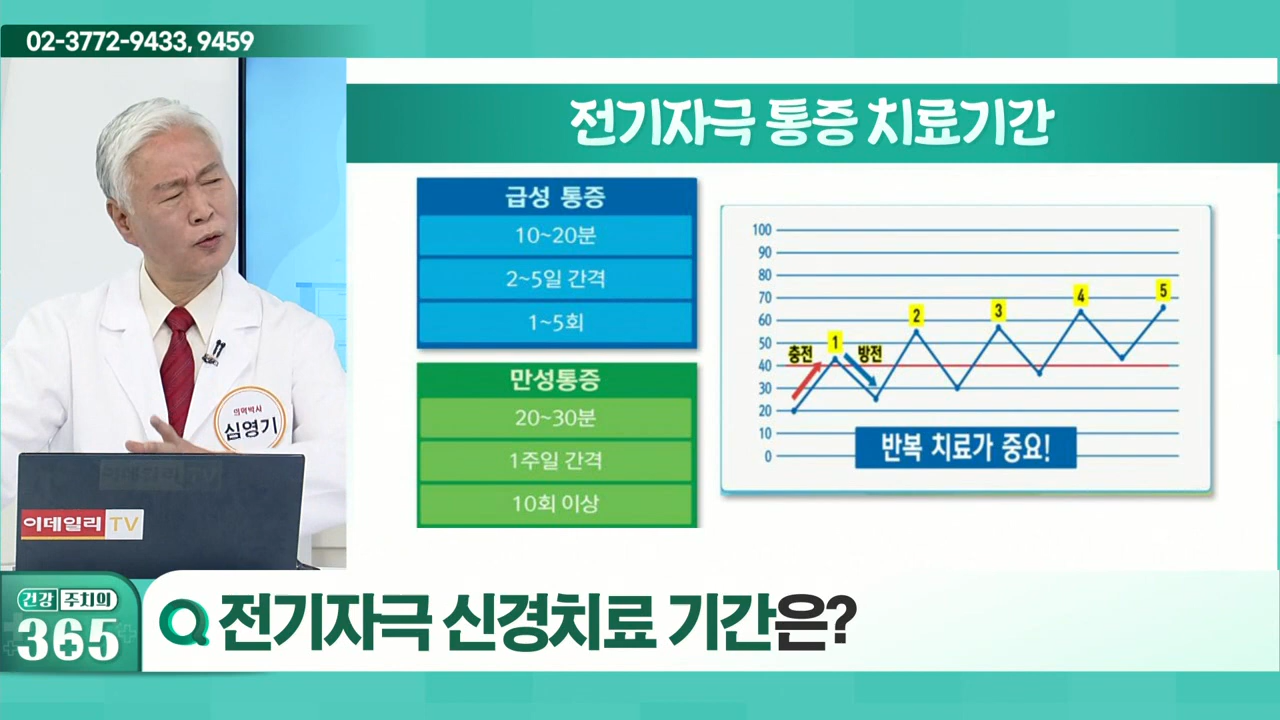 02-3772-9433, 9459
전기자극 통증 치료기간
급성 통증
10~20분
2~5일 간격
1~5회
만성통증
20~30분
1주일 간격
10회 이상
100
90
80
70
60
50
40
30
20
10
0
충전
1
방전
2
3
4
5
반복 치료가 중요!
의학박사
심영기
이데일리 TV
건강 주치의
365
Q 전기자극 신경치료 기간은?